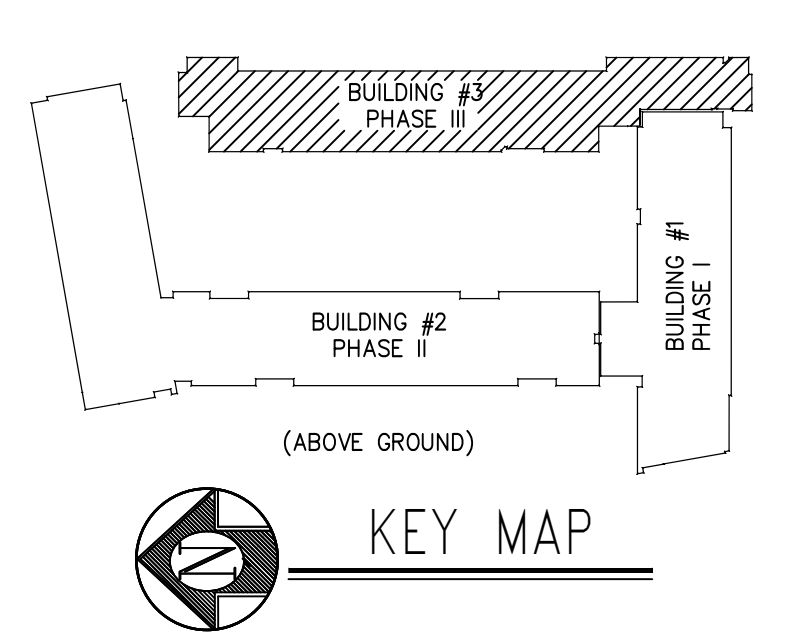 BUILDING #3
PHASE III
BUILDING #1
PHASE I
BUILDING #2
PHASE II
(ABOVE GROUND)
KEY MAP
N